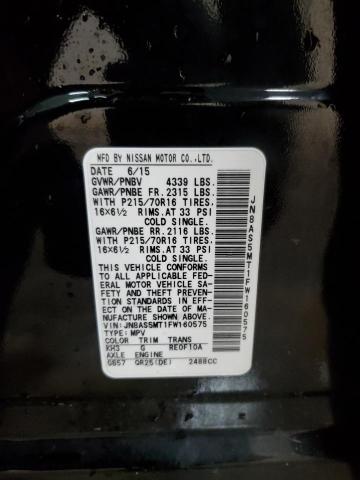 MFD BY NISSAN MOTOR CO.,LTD.
DATE 6/15
GVWR/PNBV 4339 LBS.
GAWR/PNBE FR. 2315 LBS.
WITH P215/70R16 TIRES,
16X6½ RIMS.AT 33 PSI
COLD SINGLE.
GAWR/PNBE RR. 2116 LBS.
WITH P215/70R16 TIRES,
16X6½ RIMS.AT 33 PSI
COLD SINGLE.
THIS VEHICLE CONFORMS
TO ALL APPLICABLE FED-
ERAL MOTOR VEHICLE SA-
FETY AND THEFT
PREVENTION STANDARDS IN EFF-
ECT ON THE DATE OF MA-
NUFACTURE SHOWN ABOVE.
VIN:JN8AS5MT1FW160575
TYPE:MPV
COLOR TRIM TRANS
KH3 G RE0F10A
AXLE ENGINE
GB57 QR25(DE) 2488CC
JN8AS5MT1FW160575